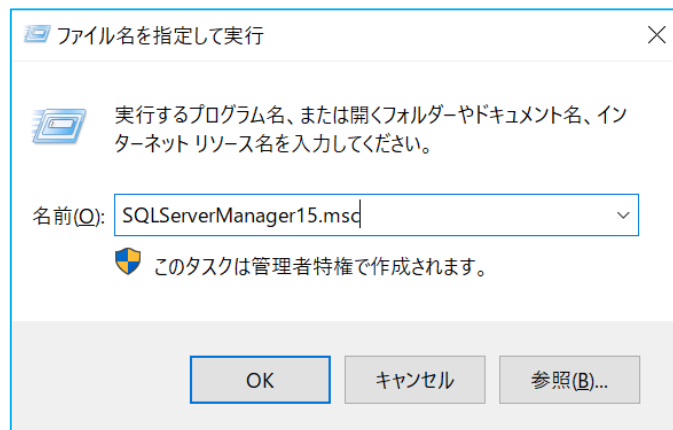 ファイル名を指定して実行
実行するプログラム名、または開くフォルダーやドキュメント名、イン
ターネット リソース名を入力してください。
名前(O): SQLServerManager15.msc
このタスクは管理者特権で作成されます。
OK キャンセル 参照(B)...